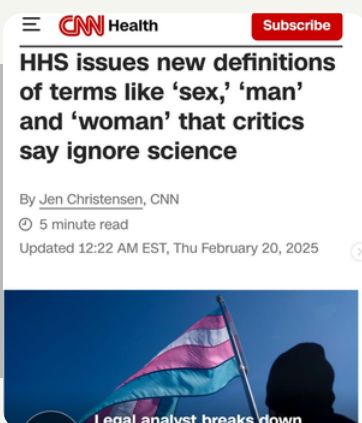 CNN Health
Subscribe
HHS issues new definitions
of terms like ‘sex,’ ‘man’
and ‘woman’ that critics
say ignore science
By Jen Christensen, CNN
5 minute read
Updated 12:22 AM EST, Thu February 20, 2025
Legal analyst breaks down